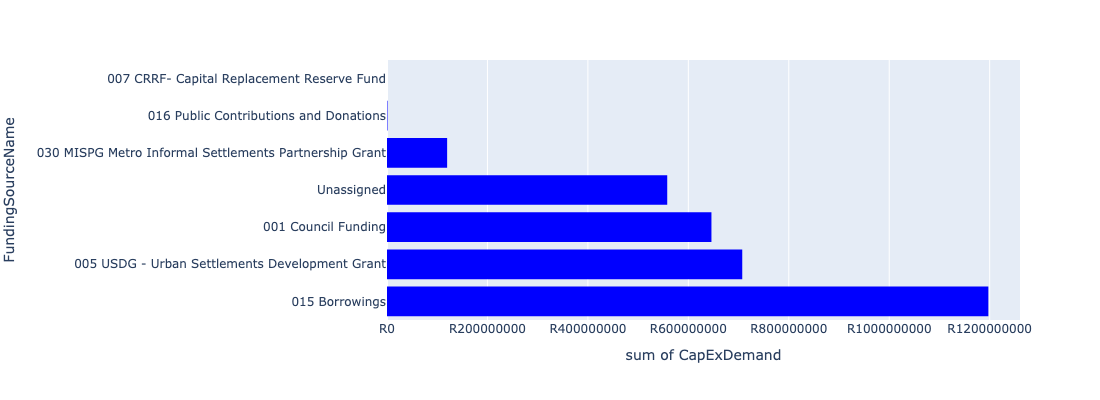 FundingSourceName
007 CRRF- Capital Replacement Reserve Fund
016 Public Contributions and Donations
030 MISPG Metro Informal Settlements Partnership Grant
Unassigned
001 Council Funding
005 USDG - Urban Settlements Development Grant
015 Borrowings
R0 R200000000 R400000000 R600000000 R800000000 R1000000000 R1200000000
sum of CapExDemand